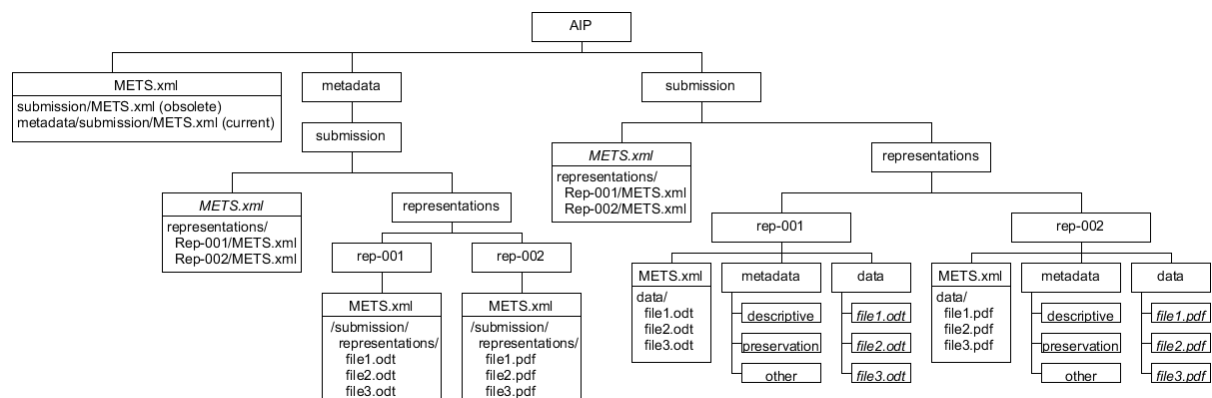 AIP
METS.xml
submission/METS.xml (obsolete)
metadata/submission/METS.xml (current)
metadata
submission
METS.xml
representations/
Rep-001/METS.xml
Rep-002/METS.xml
representations
rep-001
METS.xml
/submission/
representations/
file1.odt
file2.odt
file3.odt
rep-002
METS.xml
/submission/
representations/
file1.pdf
file2.pdf
file3.pdf
submission
METS.xml
representations/
Rep-001/METS.xml
Rep-002/METS.xml
representations
rep-001
METS.xml
data/
file1.odt
file2.odt
file3.odt
metadata
descriptive
preservation
other
data
file1.odt
file2.odt
file3.odt
rep-002
METS.xml
data/
file1.pdf
file2.pdf
file3.pdf
metadata
descriptive
preservation
other
data
file1.pdf
file2.pdf
file3.pdf